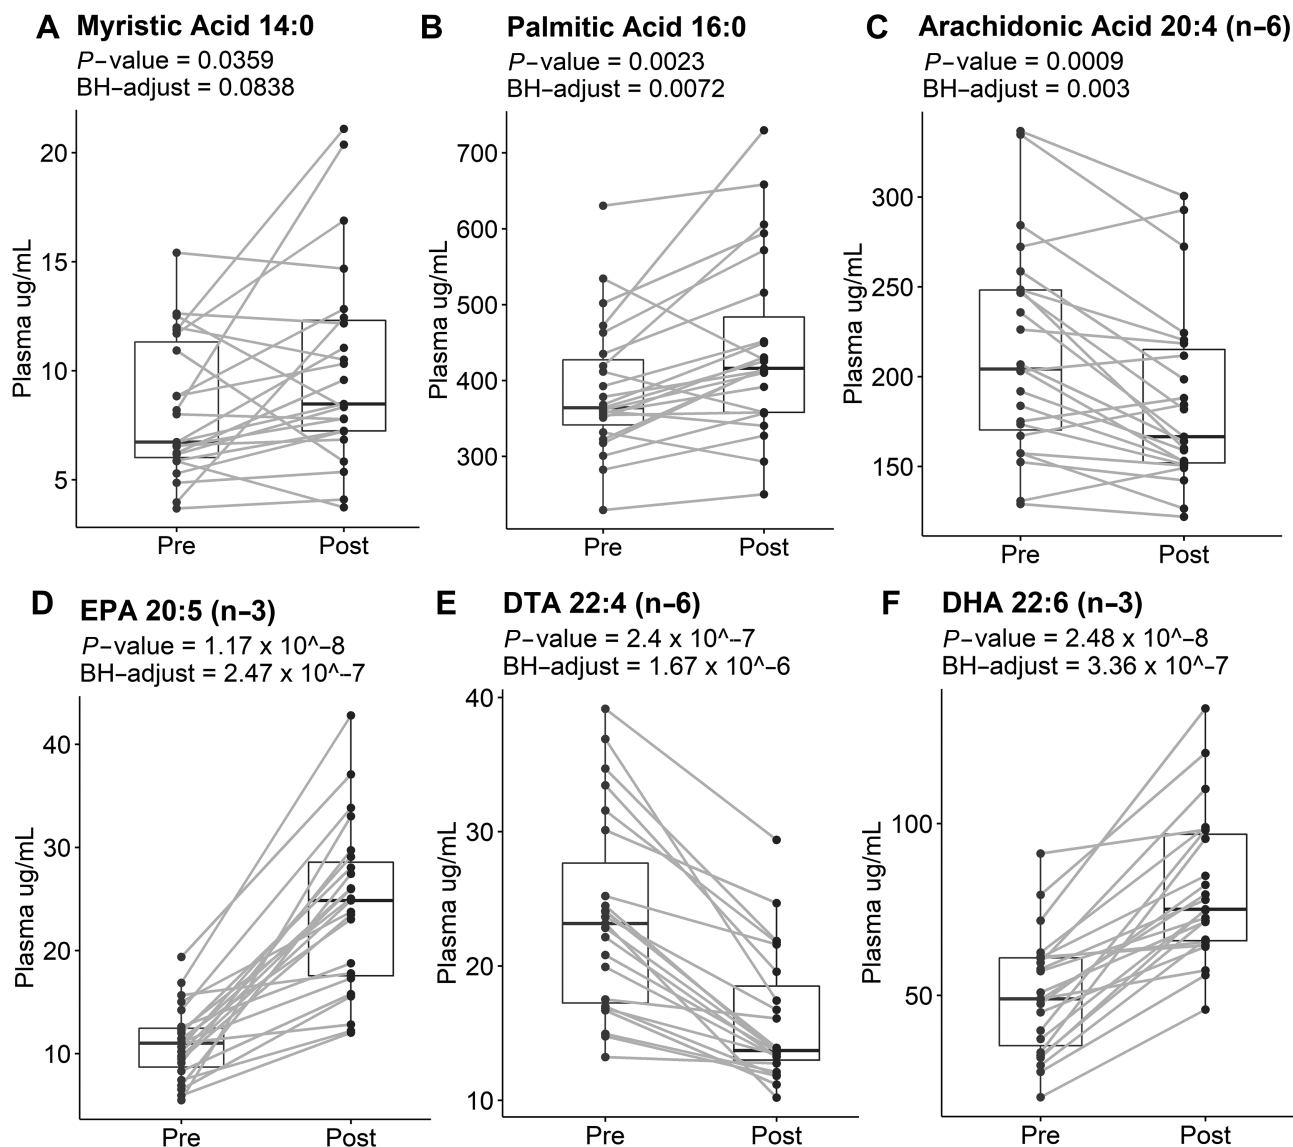 A Myristic Acid 14:0
P-value = 0.0359
BH-adjust = 0.0838
Plasma ug/mL
20
15
10
5
Pre Post
B Palmitic Acid 16:0
P-value = 0.0023
BH-adjust = 0.0072
Plasma ug/mL
700
600
500
400
300
Pre Post
C Arachidonic Acid 20:4 (n-6)
P-value = 0.0009
BH-adjust = 0.003
Plasma ug/mL
300
250
200
150
Pre Post
D EPA 20:5 (n-3)
P-value = 1.17 x 10^-8
BH-adjust = 2.47 x 10^-7
Plasma ug/mL
40
30
20
10
Pre Post
E DTA 22:4 (n-6)
P-value = 2.4 x 10^-7
BH-adjust = 1.67 x 10^-6
Plasma ug/mL
40
30
20
10
Pre Post
F DHA 22:6 (n-3)
P-value = 2.48 x 10^-8
BH-adjust = 3.36 x 10^-7
Plasma ug/mL
100
50
Pre Post